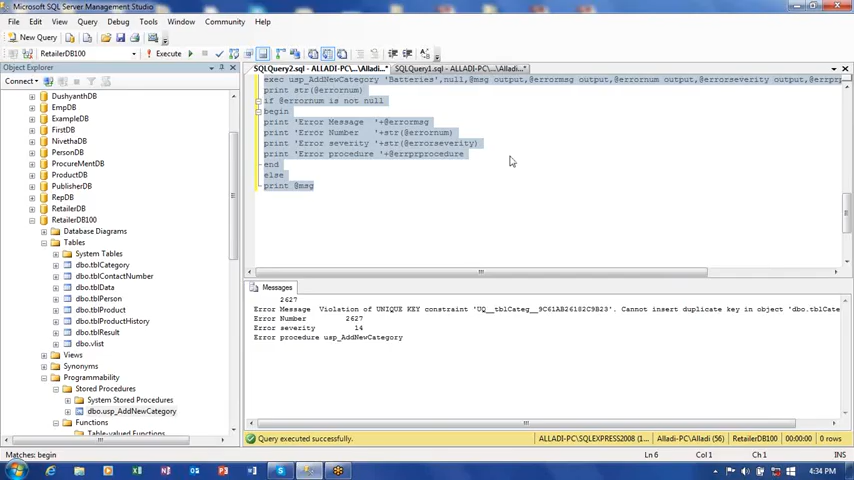 Microsoft SQL Server Management Studio
File Edit View Query Debug Tools Window Community Help
New Query
RetailerDB100 Execute
Object Explorer
Connect
DushyanthDB
EmpDB
ExampleDB
FirstDB
NivethaDB
PersonDB
ProcureMentDB
ProductDB
PublisherDB
RepDB
RetailerDB
RetailerDB100
Database Diagrams
Tables
System Tables
dbo.tblCategory
dbo.tblContactNumber
dbo.tblData
dbo.tblPerson
dbo.tblProduct
dbo.tblProductHistory
dbo.tblResult
dbo.vlist
Views
Synonyms
Programmability
Stored Procedures
System Stored Procedures
dbo.usp_AddNewCategory
Functions
Table-valued Functions
SQLQuery2.sql - ALLADI-PC\...\Alladi...* SQLQuery1.sql - ALLADI-PC\...\Alladi...*
exec usp_AddNewCategory 'Batteries',null,@msg output,@errormsg output,@errornum output,@errorseverity output,@errpr
print str(@errornum)
if @errornum is not null
begin
print 'Error Message '+@errormsg
print 'Error Number '+str(@errornum)
print 'Error severity '+str(@errorseverity)
print 'Error procedure '+@errprprocedure
end
else
print @msg
Messages
2627
Error Message Violation of UNIQUE KEY constraint 'UQ__tblCateg__9C61AB26182C9B23'. Cannot insert duplicate key in object 'dbo.tblCate
Error Number 2627
Error severity 14
Error procedure usp_AddNewCategory
Query executed successfully. ALLADI-PC\SQLEXPRESS2008 (1... Alladi-PC\Alladi (56) RetailerDB100 00:00:00 0 rows
Matches: begin Ln 6 Col 1 Ch 1 INS
4:34 PM